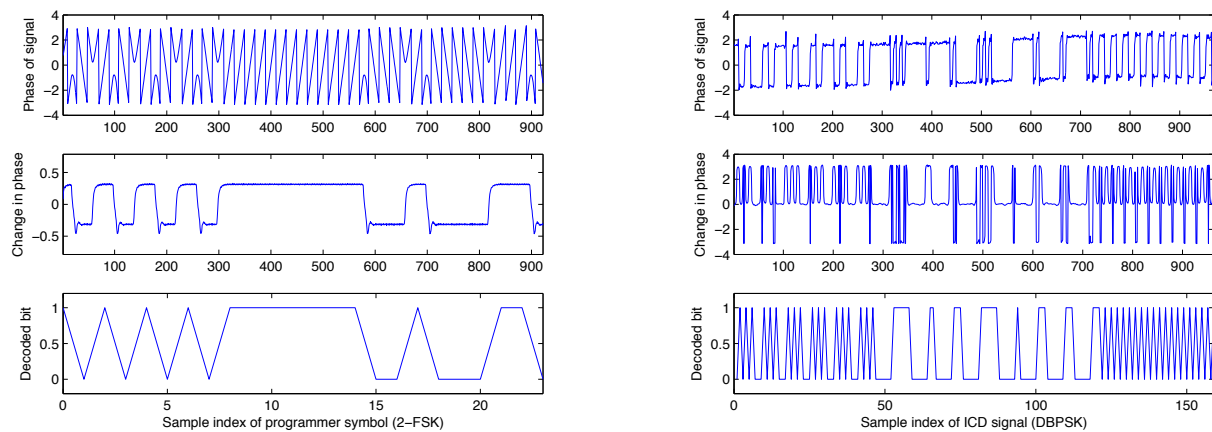 4
2
0
−2
−4
Phase of signal
100 200 300 400 500 600 700 800 900
0.5
0
−0.5
Change in phase
100 200 300 400 500 600 700 800 900
1
0.5
0
Decoded bit
0 5 10 15 20
Sample index of programmer symbol (2−FSK)
4
2
0
−2
−4
Phase of signal
100 200 300 400 500 600 700 800 900
4
2
0
−2
−4
Change in phase
100 200 300 400 500 600 700 800 900
1
0.5
0
Decoded bit
0 50 100 150
Sample index of ICD signal (DBPSK)